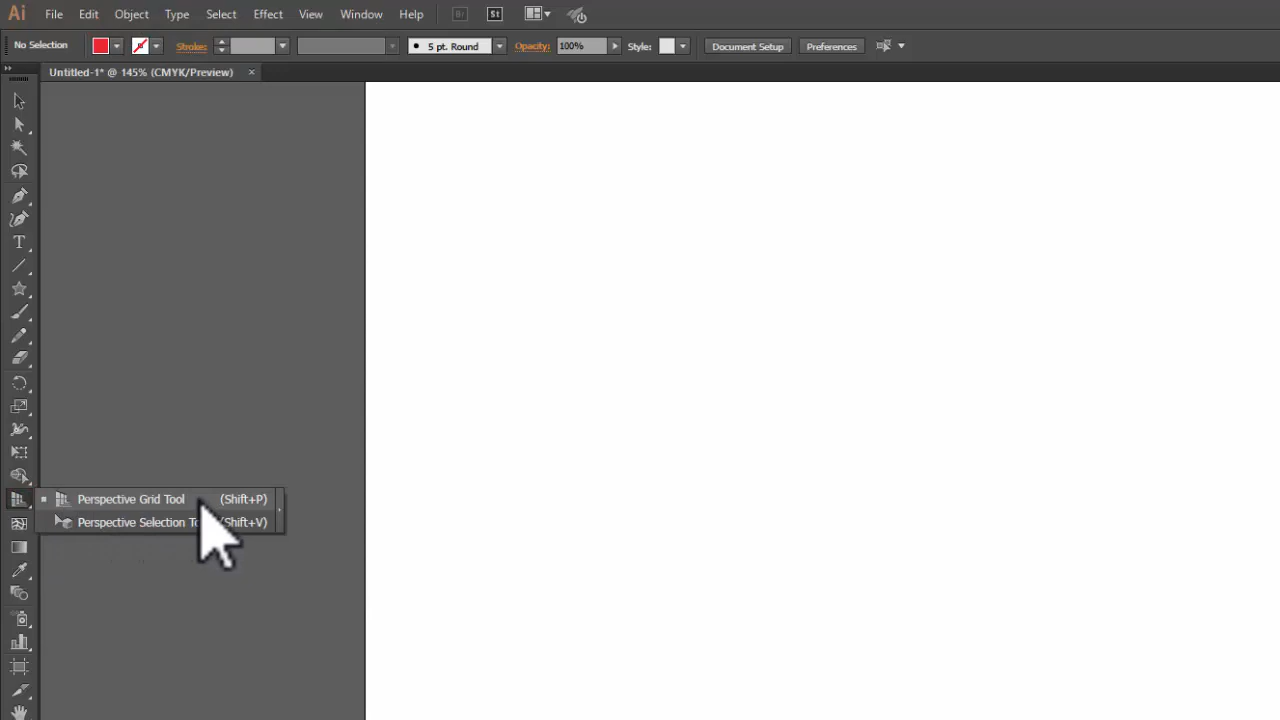 Ai File Edit Object Type Select Effect View Window Help Br St
No Selection Stroke: 5 pt. Round Opacity: 100% Style: Document Setup Preferences
Untitled-1* @ 145% (CMYK/Preview) ×
T
Perspective Grid Tool (Shift+P)
Perspective Selection Shift+V)